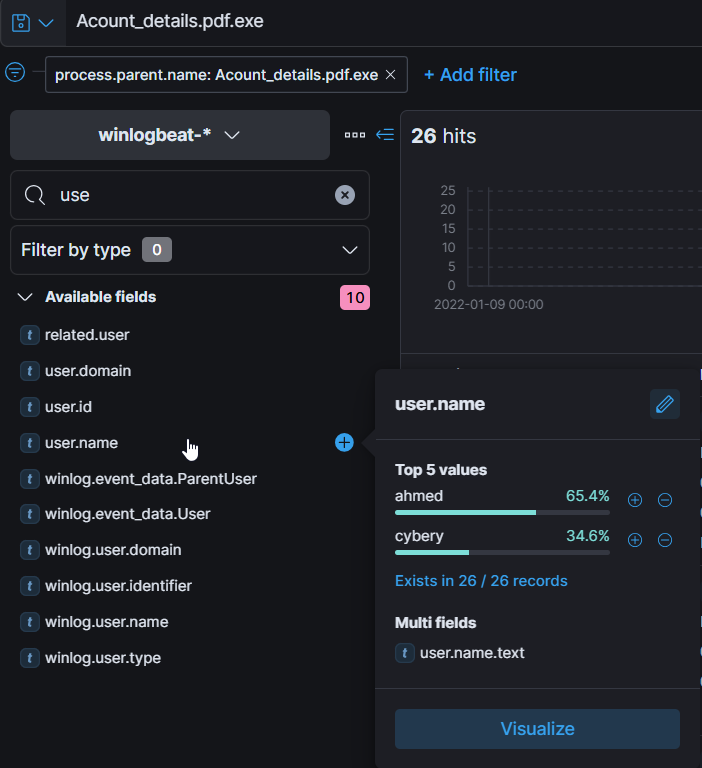 Acount_details.pdf.exe
process.parent.name: Acount_details.pdf.exe ×
+ Add filter
winlogbeat-*
26 hits
use
Filter by type 0
Available fields 10
related.user
user.domain
user.id
user.name
winlog.event_data.ParentUser
winlog.event_data.User
winlog.user.domain
winlog.user.identifier
winlog.user.name
winlog.user.type
25
20
15
10
5
0
2022-01-09 00:00
user.name
Top 5 values
ahmed 65.4%
cybery 34.6%
Exists in 26 / 26 records
Multi fields
t user.name.text
Visualize